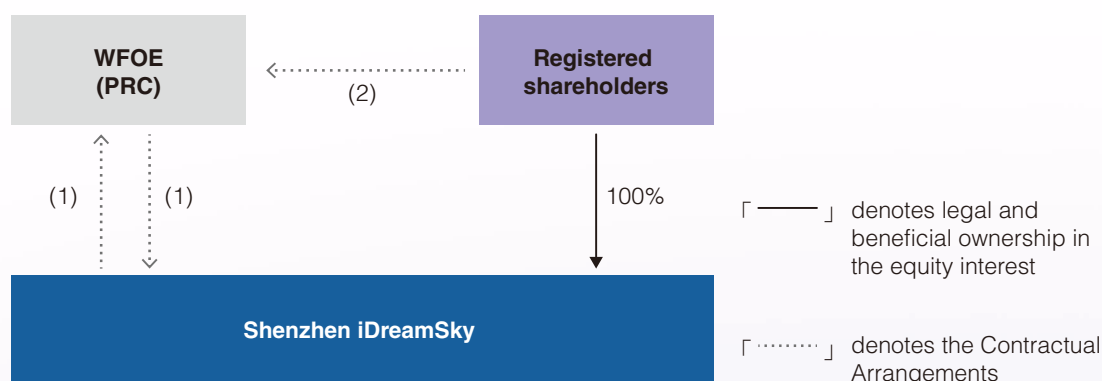 WFOE
(PRC)
Registered
shareholders
(2)
(1)
(1)
100%
「 —— 」 denotes legal and
beneficial ownership in
the equity interest
Shenzhen iDreamSky
「 ········ 」 denotes the Contractual
Arrangements